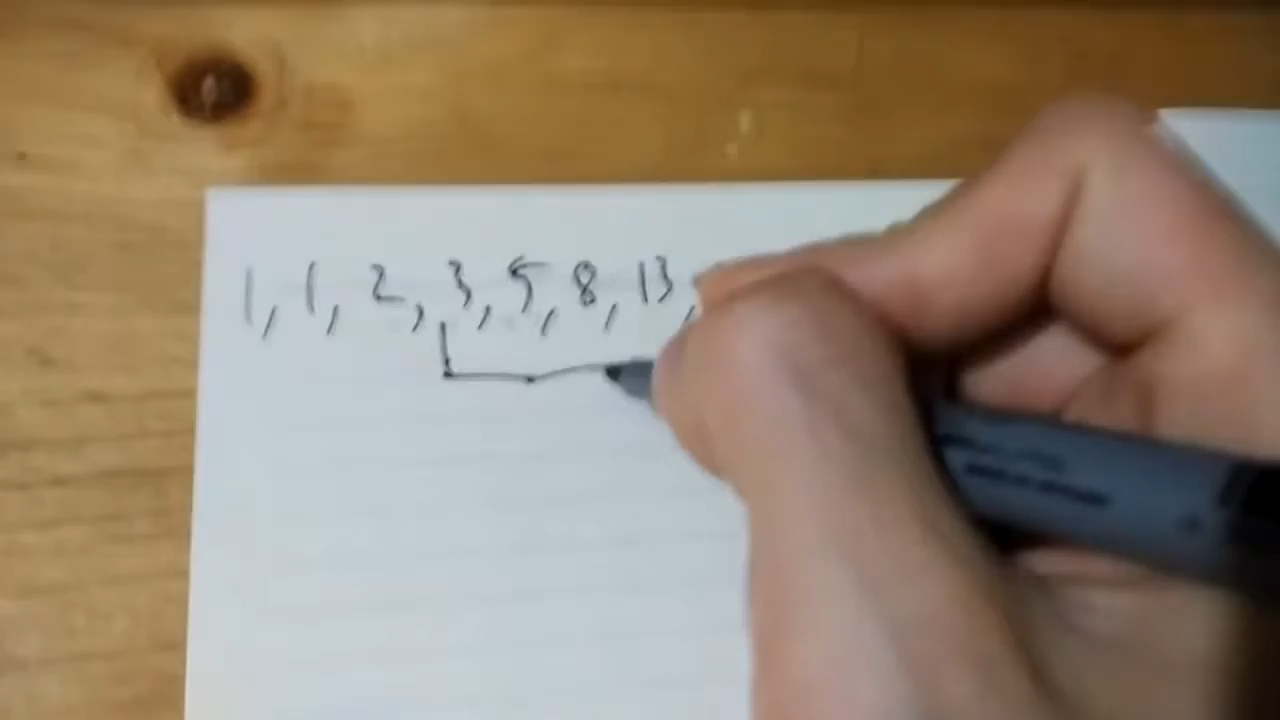 1, 1, 2, 3, 5, 8, 13,